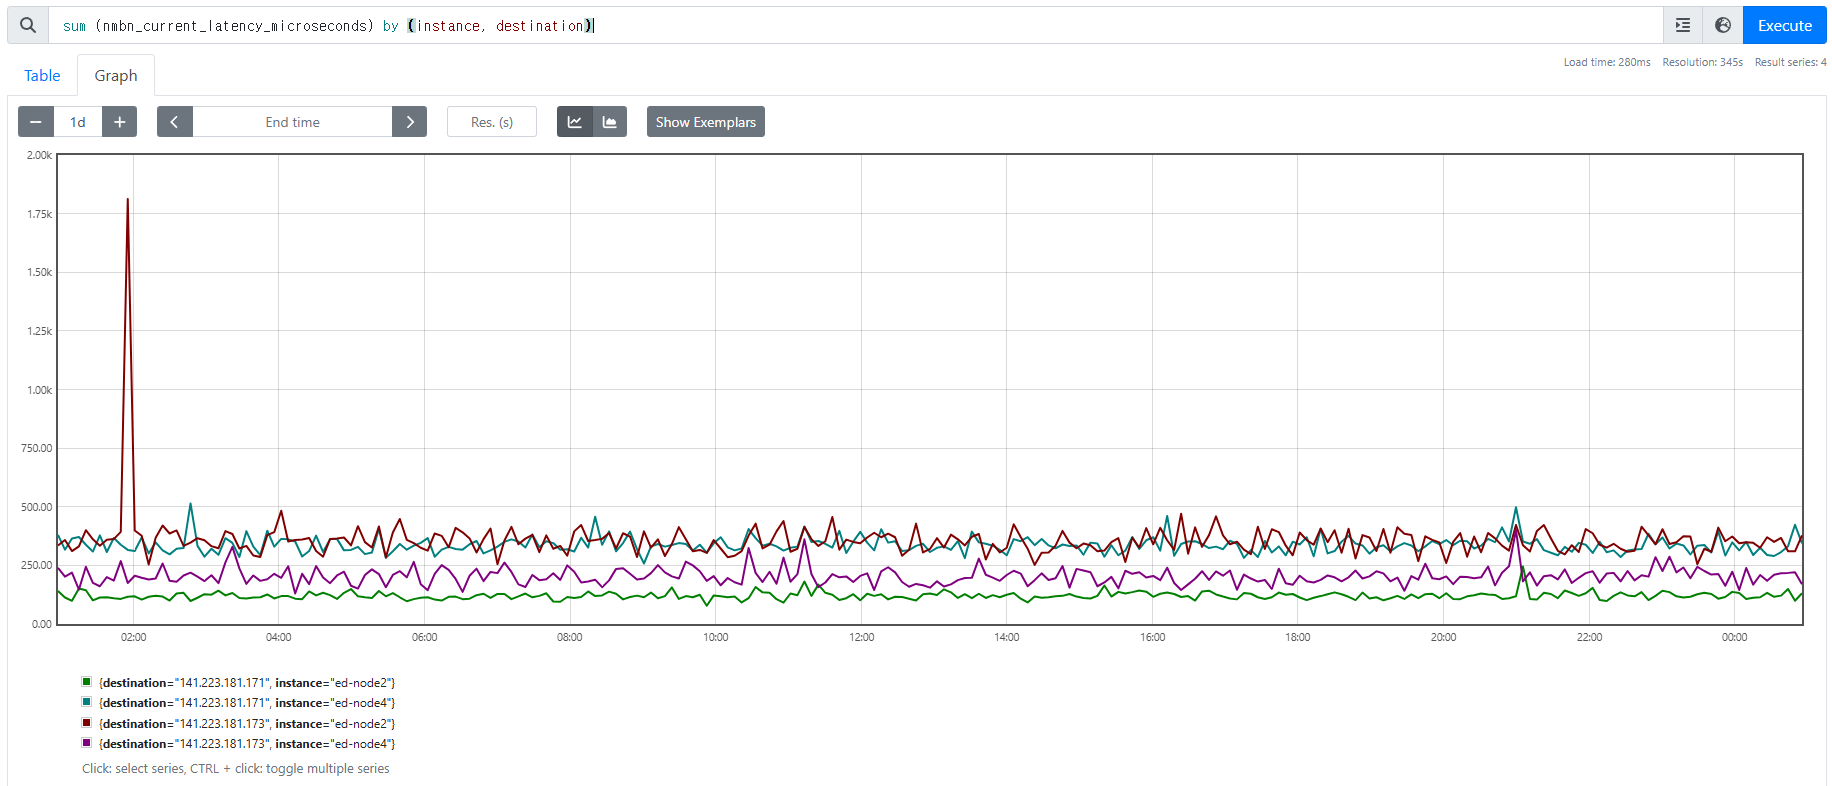 sum (nmbn_current_latency_microseconds) by (instance, destination)
Execute
Table
Graph
Load time: 280ms Resolution: 345s Result series: 4
1d
End time
Res. (s)
Show Exemplars
2.00k
1.75k
1.50k
1.25k
1.00k
750.00
500.00
250.00
0.00
02:00 04:00 06:00 08:00 10:00 12:00 14:00 16:00 18:00 20:00 22:00 00:00
{destination="141.223.181.171", instance="ed-node2"}
{destination="141.223.181.171", instance="ed-node4"}
{destination="141.223.181.173", instance="ed-node2"}
{destination="141.223.181.173", instance="ed-node4"}
Click: select series, CTRL + click: toggle multiple series